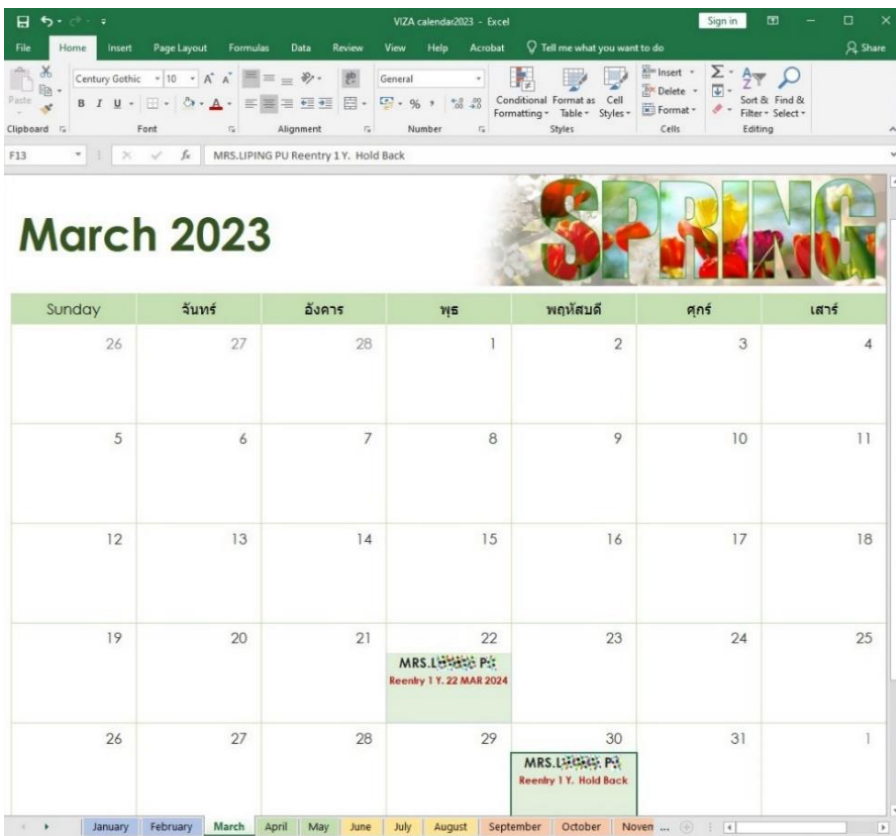 VIZA calendar2023 - Excel
Sign in
File Home Insert Page Layout Formulas Data Review View Help Acrobat Tell me what you want to do Share
Century Gothic 10 A A General Insert
Paste Delete
B I U A % , Conditional Format as Cell Format Sort & Find &
Formatting Table Styles Filter Select
Clipboard Font Alignment Number Styles Cells Editing
F13 fx MRS.LIPING PU Reentry 1 Y. Hold Back
SPRING
March 2023
Sunday จันทร์ อังคาร พุธ พฤหัสบดี ศุกร์ เสาร์
26 27 28 1 2 3 4
5 6 7 8 9 10 11
12 13 14 15 16 17 18
19 20 21 22 23 24 25
MRS.L P
Reentry 1 Y. 22 MAR 2024
26 27 28 29 30 31 1
MRS.L P
Reentry 1 Y. Hold Back
January February March April May June July August September October Novem ...